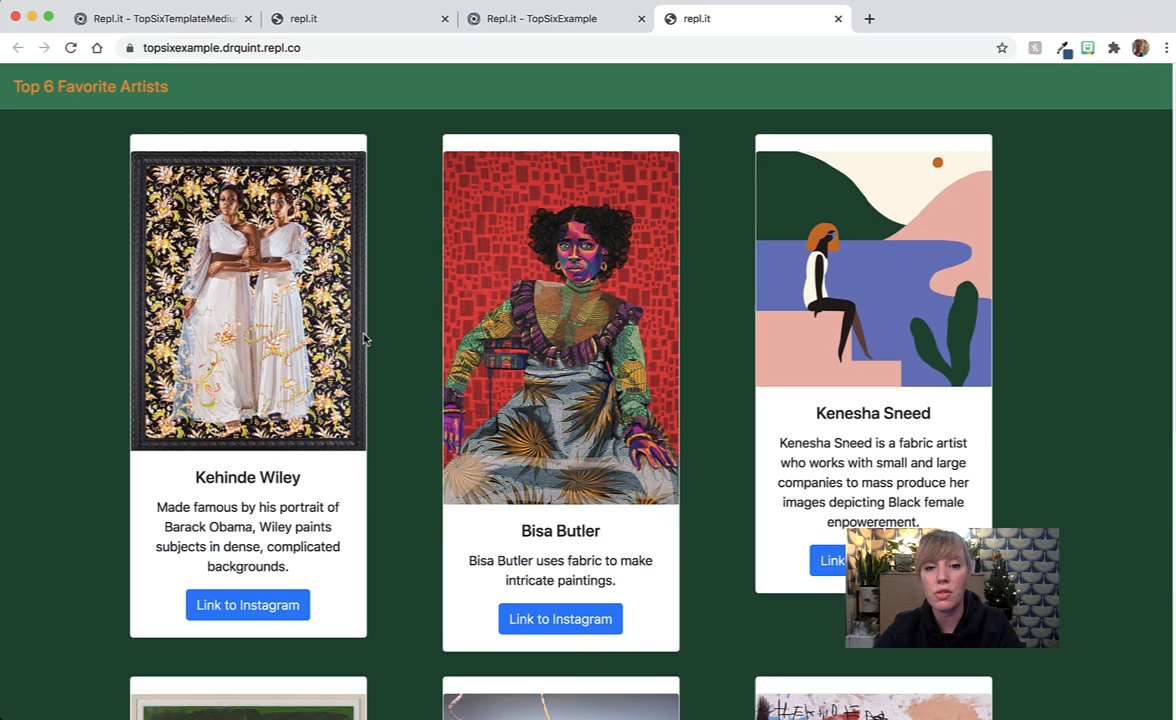 Repl.it - TopSixTemplateMediu
repl.it
Repl.it - TopSixExample
repl.it
topsixexample.drquint.repl.co
Top 6 Favorite Artists
Kehinde Wiley
Made famous by his portrait of
Barack Obama, Wiley paints
subjects in dense, complicated
backgrounds.
Link to Instagram
Bisa Butler
Bisa Butler uses fabric to make
intricate paintings.
Link to Instagram
Kenesha Sneed
Kenesha Sneed is a fabric artist
who works with small and large
companies to mass produce her
images depicting Black female
enpowerement.
Link